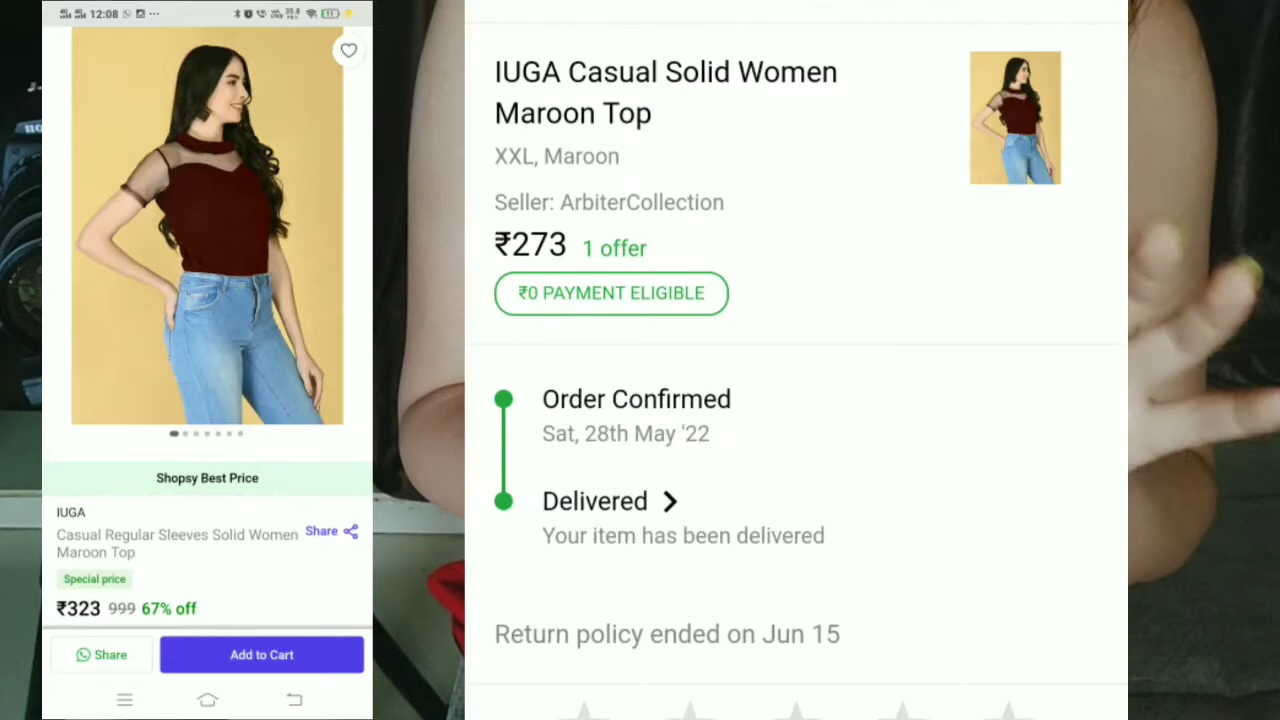 12:08
Shopsy Best Price
IUGA
Casual Regular Sleeves Solid Women
Maroon Top
Share
Special price
₹323 999 67% off
Share
Add to Cart
IUGA Casual Solid Women
Maroon Top
XXL, Maroon
Seller: ArbiterCollection
₹273 1 offer
₹0 PAYMENT ELIGIBLE
Order Confirmed
Sat, 28th May '22
Delivered
Your item has been delivered
Return policy ended on Jun 15